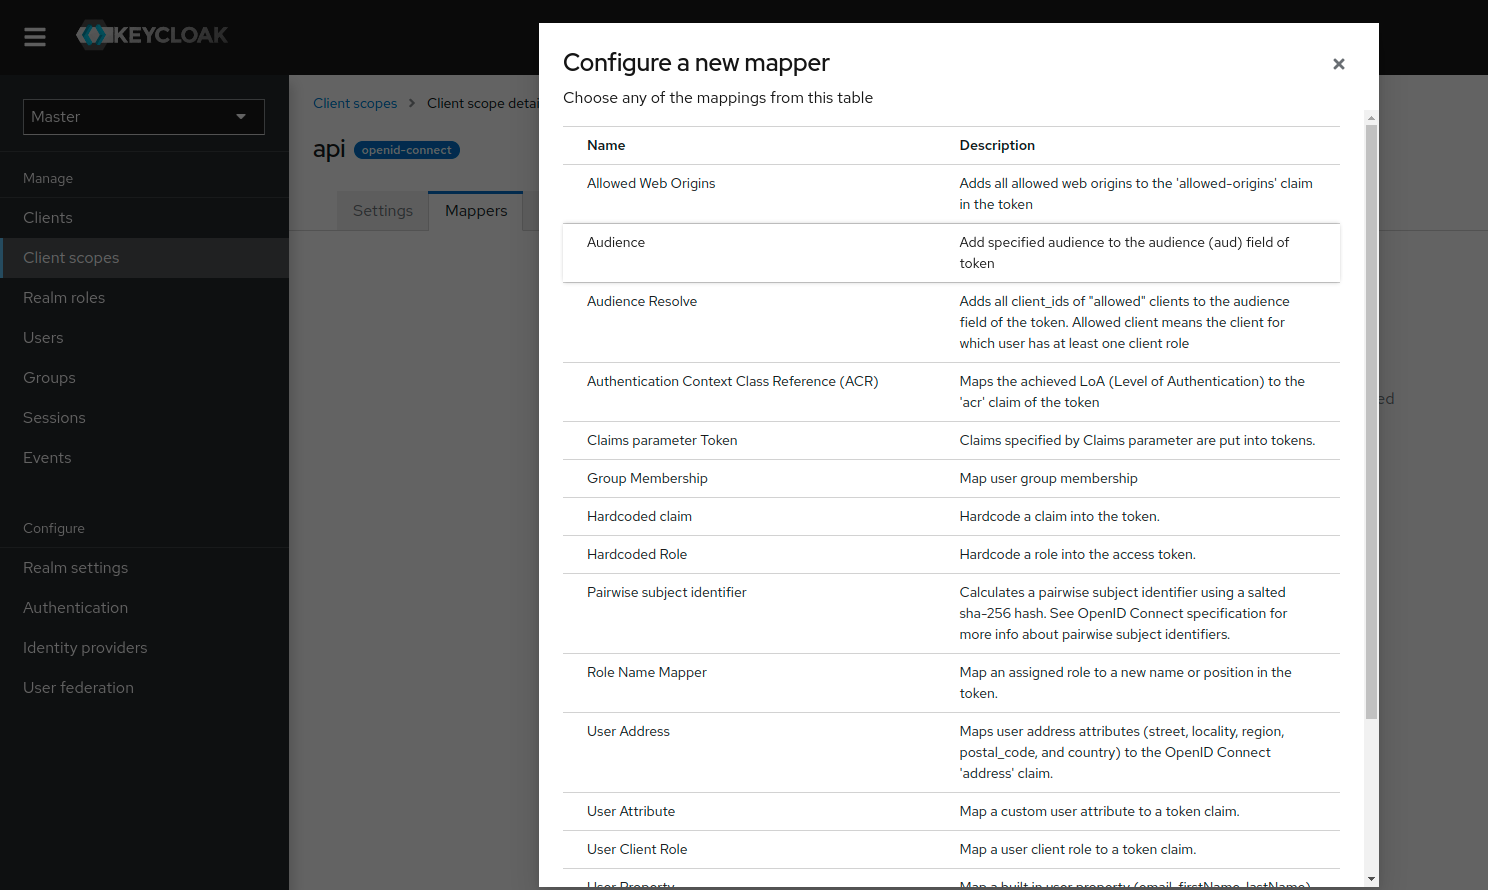 KEYCLOAK
Master
Manage
Clients
Client scopes
Realm roles
Users
Groups
Sessions
Events
Configure
Realm settings
Authentication
Identity providers
User federation
Client scopes > Client scope detai
api openid-connect
Settings Mappers
ed
Configure a new mapper
Choose any of the mappings from this table
Name Description
Allowed Web Origins Adds all allowed web origins to the 'allowed-origins' claim
in the token
Audience Add specified audience to the audience (aud) field of
token
Audience Resolve Adds all client_ids of "allowed" clients to the audience
field of the token. Allowed client means the client for
which user has at least one client role
Authentication Context Class Reference (ACR) Maps the achieved LoA (Level of Authentication) to the
'acr' claim of the token
Claims parameter Token Claims specified by Claims parameter are put into tokens.
Group Membership Map user group membership
Hardcoded claim Hardcode a claim into the token.
Hardcoded Role Hardcode a role into the access token.
Pairwise subject identifier Calculates a pairwise subject identifier using a salted
sha-256 hash. See OpenID Connect specification for
more info about pairwise subject identifiers.
Role Name Mapper Map an assigned role to a new name or position in the
token.
User Address Maps user address attributes (street, locality, region,
postal_code, and country) to the OpenID Connect
'address' claim.
User Attribute Map a custom user attribute to a token claim.
User Client Role Map a user client role to a token claim.
User Property Map a built in user property (email, firstName, lastName)